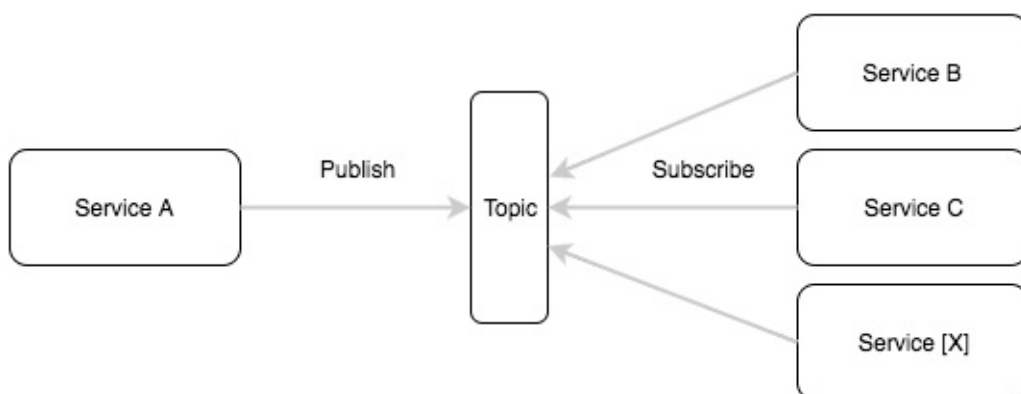 Service B
Publish
Subscribe
Service A
Topic
Service C
Service [X]